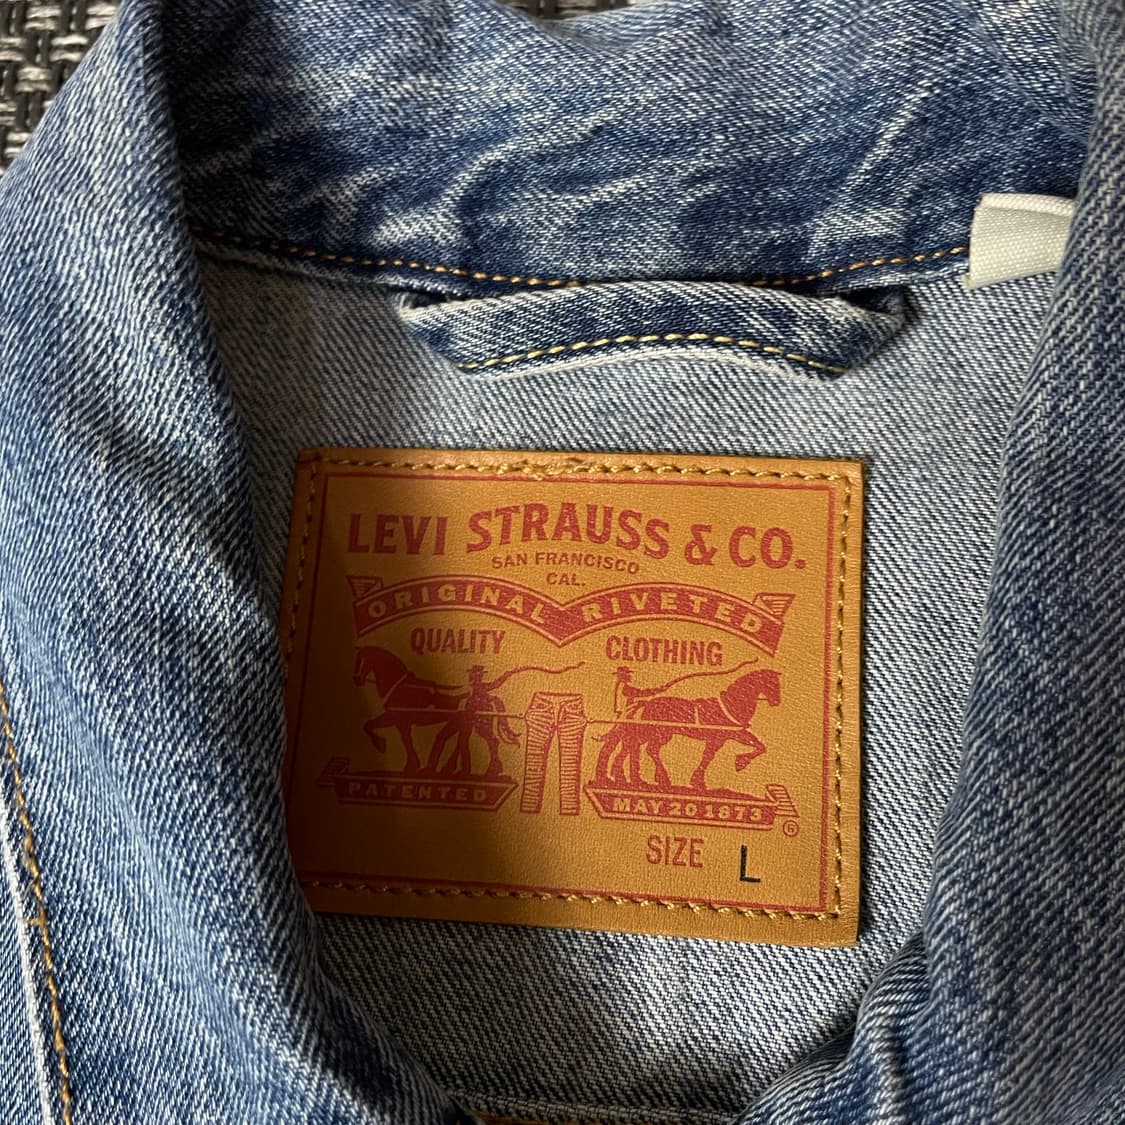 LEVI STRAUSS & CO.
SAN FRANCISCO
CAL.
ORIGINAL RIVETED
QUALITY CLOTHING
PATENTED MAY 20 1873
®
SIZE L